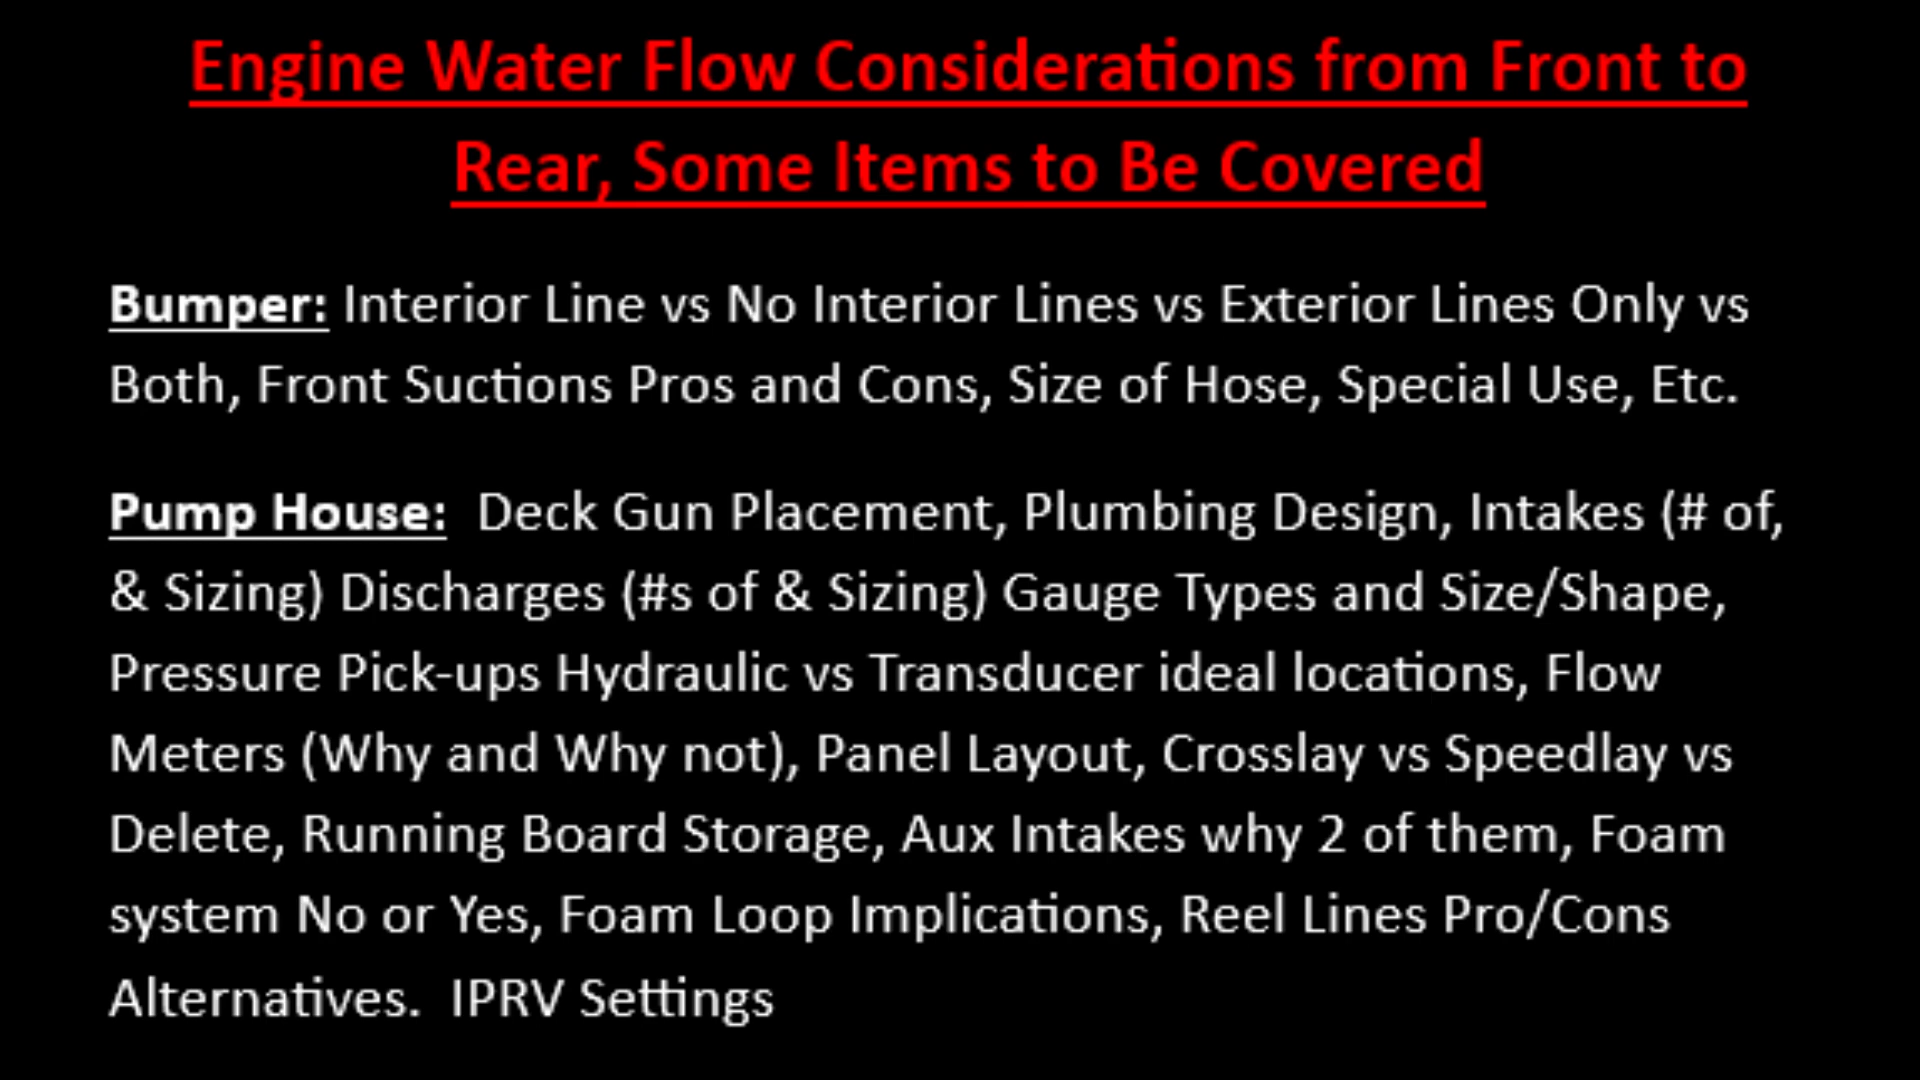 Engine Water Flow Considerations from Front to
Rear, Some Items to Be Covered
Bumper: Interior Line vs No Interior Lines vs Exterior Lines Only vs
Both, Front Suctions Pros and Cons, Size of Hose, Special Use, Etc.
Pump House:  Deck Gun Placement, Plumbing Design, Intakes (# of,
& Sizing) Discharges (#s of & Sizing) Gauge Types and Size/Shape,
Pressure Pick-ups Hydraulic vs Transducer ideal locations, Flow
Meters (Why and Why not), Panel Layout, Crosslay vs Speedlay vs
Delete, Running Board Storage, Aux Intakes why 2 of them, Foam
system No or Yes, Foam Loop Implications, Reel Lines Pro/Cons
Alternatives.  IPRV Settings